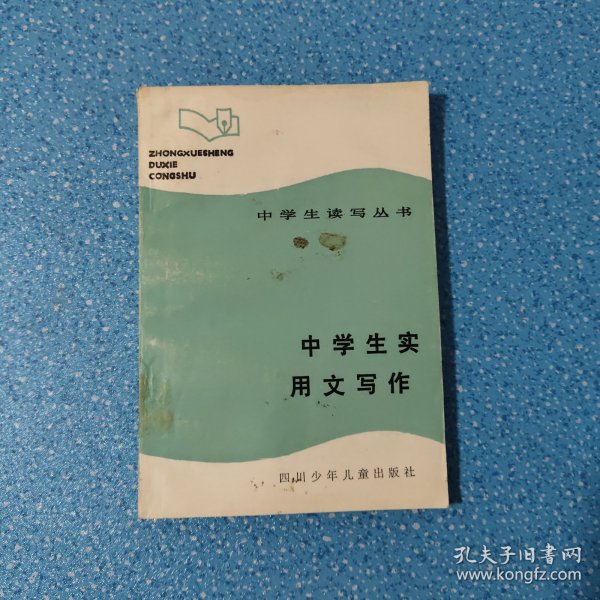 ZHONGXUESHENG
DUXIE
CONGSHU
中学生读写丛书
中学生实
用文写作
四川少年儿童出版社
孔夫子旧書网
www.kongfz.com